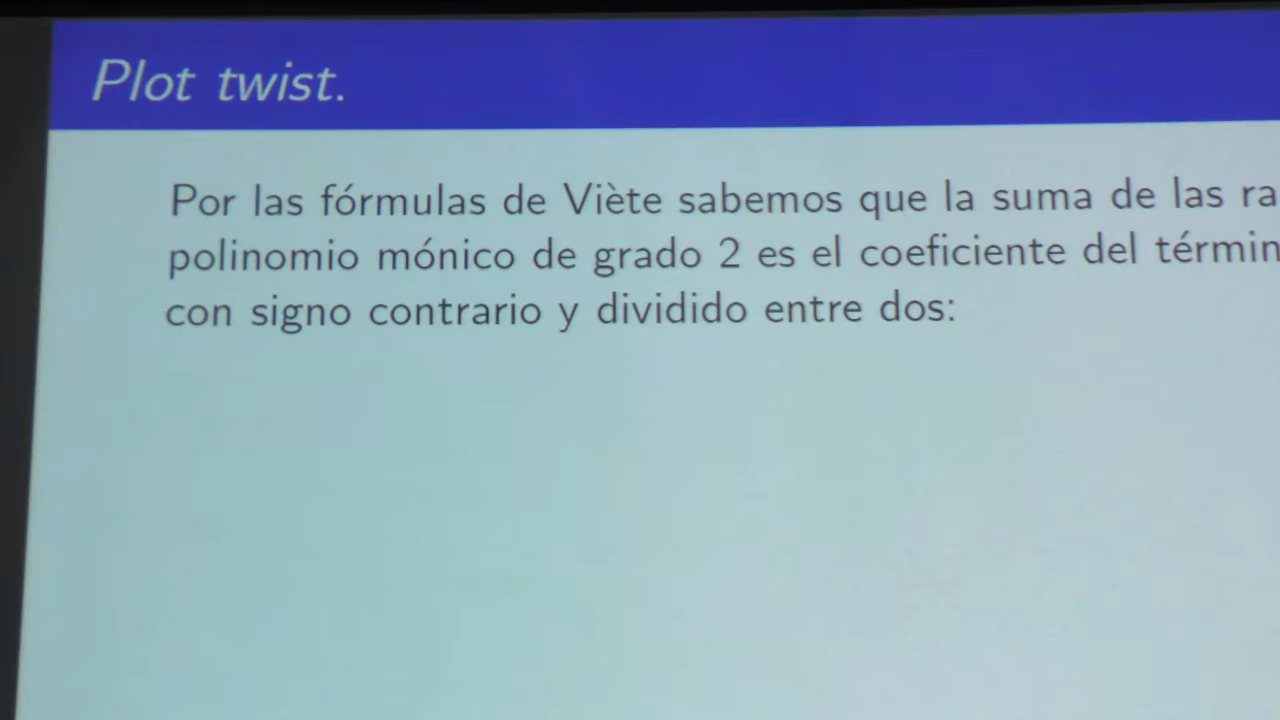 Plot twist.
Por las fórmulas de Viète sabemos que la suma de las ra
polinomio mónico de grado 2 es el coeficiente del términ
con signo contrario y dividido entre dos: